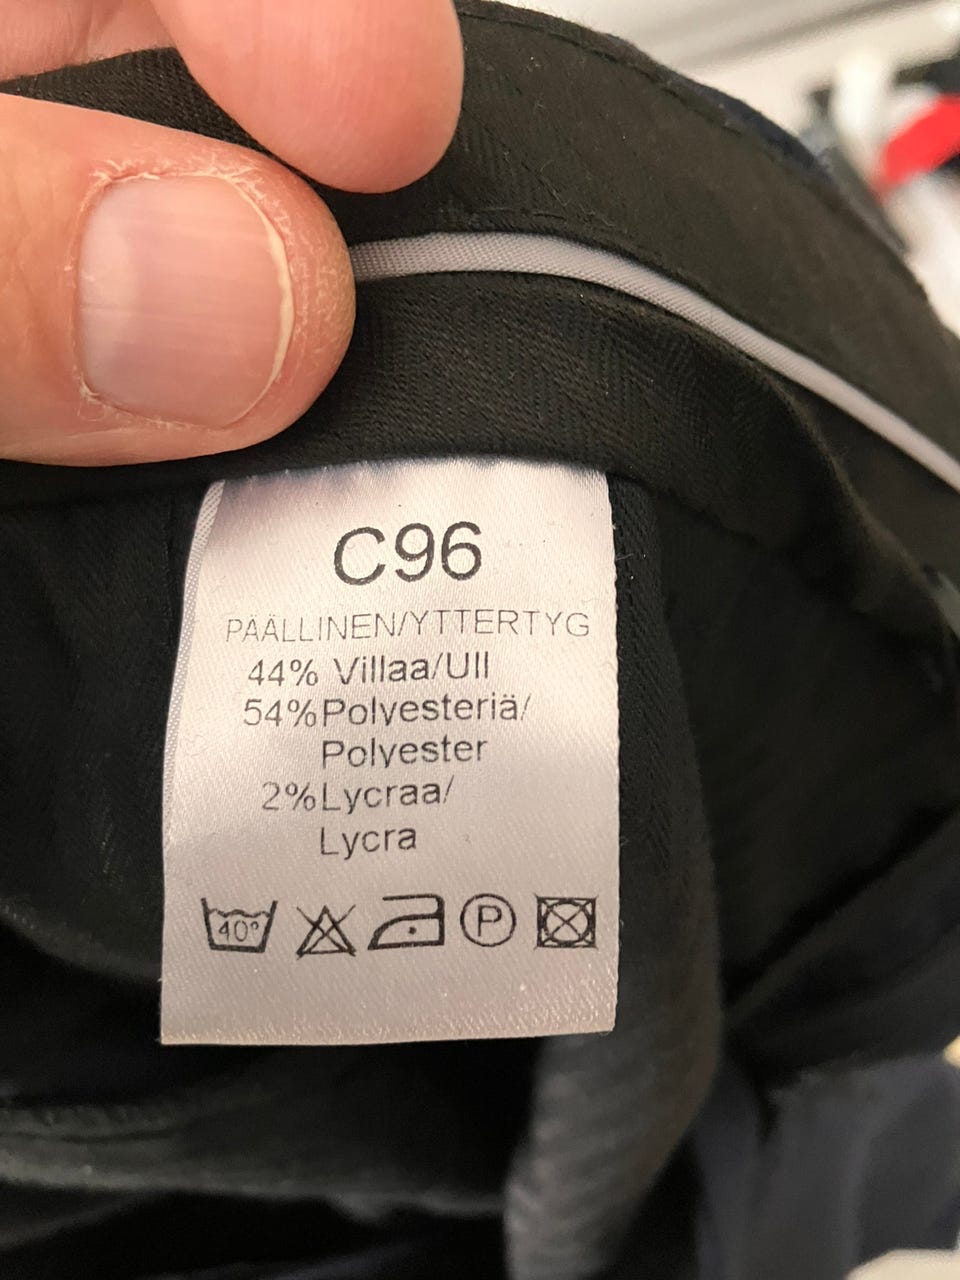 C96
PÄÄLLINEN/YTTERTYG
44% Villaa/Ull
54%Polyesteriä/
Polyester
2%Lycraa/
Lycra
40° P